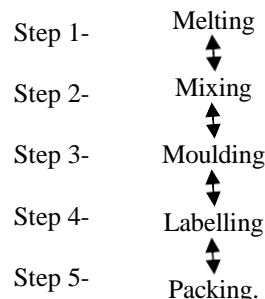 Step 1- Melting
Step 2- Mixing
Step 3- Moulding
Step 4- Labelling
Step 5- Packing.